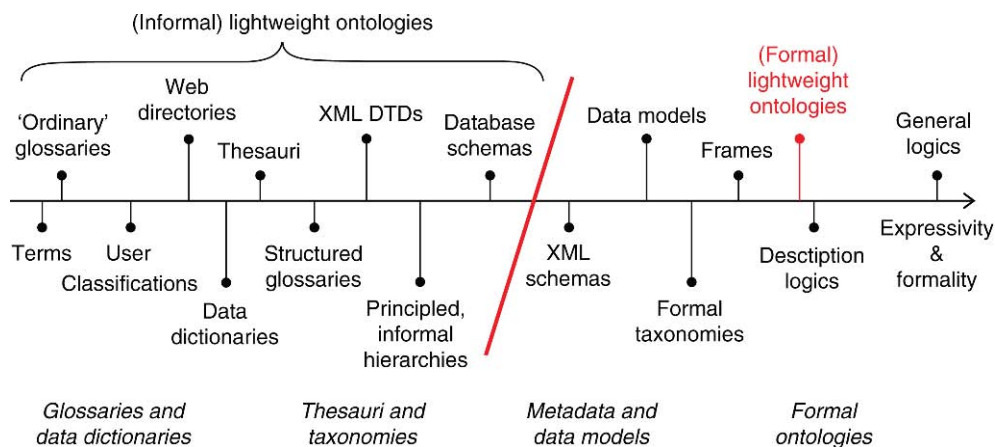 (Informal) lightweight ontologies
(Formal)
lightweight
ontologies
Web
directories
'Ordinary'
glossaries
Thesauri
XML DTDs
Database
schemas
Data models
Frames
General
logics
Terms
User
Classifications
Data
dictionaries
Structured
glossaries
Principled,
informal
hierarchies
XML
schemas
Formal
taxonomies
Desctiption
logics
Expressivity
&
formality
Glossaries and
data dictionaries
Thesauri and
taxonomies
Metadata and
data models
Formal
ontologies